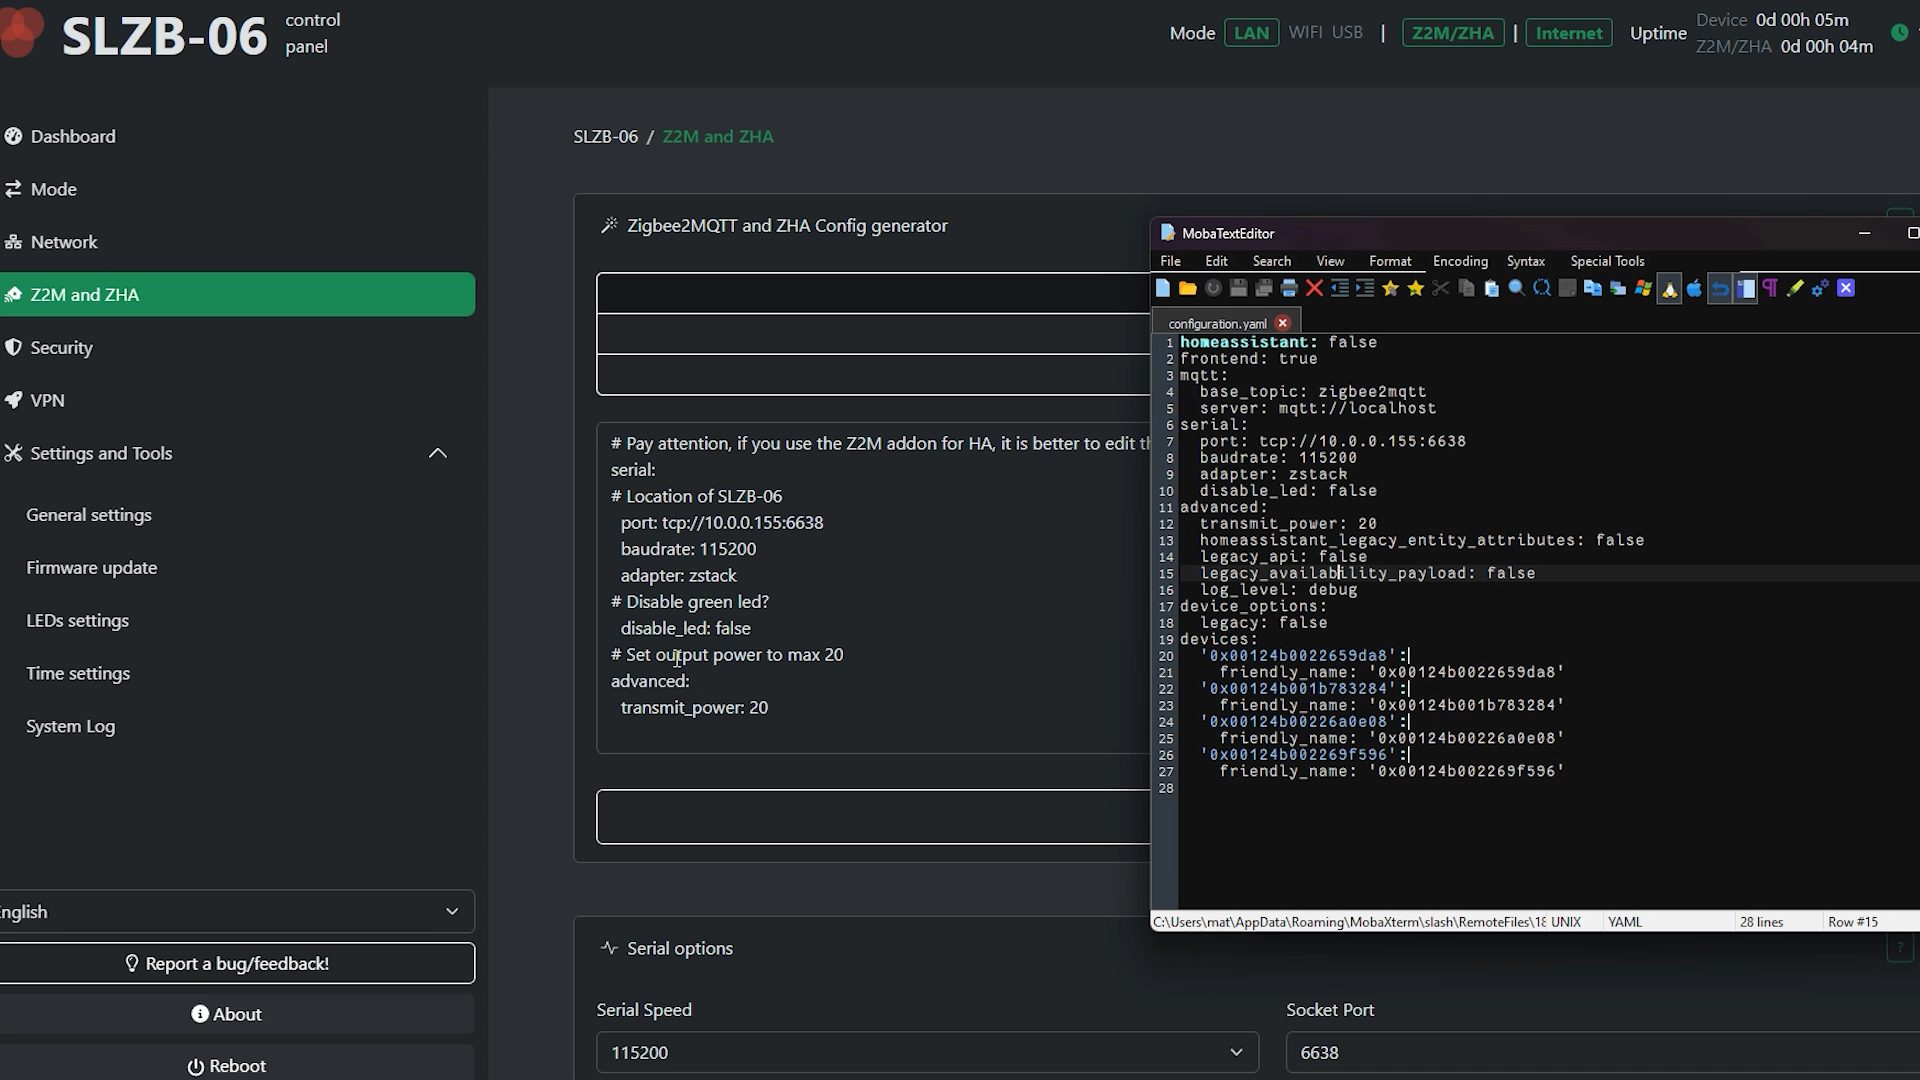 SLZB-06 control panel
Mode LAN WIFI USB | Z2M/ZHA | Internet Uptime
Device 0d 00h 05m
Z2M/ZHA 0d 00h 04m
Dashboard
Mode
Network
Z2M and ZHA
Security
VPN
Settings and Tools
General settings
Firmware update
LEDs settings
Time settings
System Log
nglish
Report a bug/feedback!
About
Reboot
SLZB-06 / Z2M and ZHA
Zigbee2MQTT and ZHA Config generator
# Pay attention, if you use the Z2M addon for HA, it is better to edit th
serial:
# Location of SLZB-06
port: tcp://10.0.0.155:6638
baudrate: 115200
adapter: zstack
# Disable green led?
disable_led: false
# Set output power to max 20
advanced:
transmit_power: 20
Serial options
Serial Speed
115200
Socket Port
6638
?
MobaTextEditor
File Edit Search View Format Encoding Syntax Special Tools
configuration.yaml
1 homeassistant: false
2 frontend: true
3 mqtt:
4 base_topic: zigbee2mqtt
5 server: mqtt://localhost
6 serial:
7 port: tcp://10.0.0.155:6638
8 baudrate: 115200
9 adapter: zstack
10 disable_led: false
11 advanced:
12 transmit_power: 20
13 homeassistant_legacy_entity_attributes: false
14 legacy_api: false
15 legacy_availability_payload: false
16 log_level: debug
17 device_options:
18 legacy: false
19 devices:
20 '0x00124b0022659da8':
21 friendly_name: '0x00124b0022659da8'
22 '0x00124b001b783284':
23 friendly_name: '0x00124b001b783284'
24 '0x00124b00226a0e08':
25 friendly_name: '0x00124b00226a0e08'
26 '0x00124b002269f596':
27 friendly_name: '0x00124b002269f596'
28
C:\Users\mat\AppData\Roaming\MobaXterm\slash\RemoteFiles\18 UNIX YAML 28 lines Row #15